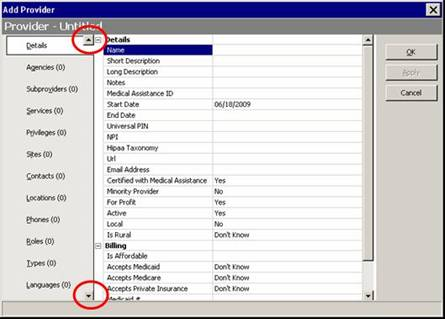 Add Provider
Provider - Untitled
Details
Agencies (0)
Subproviders (0)
Services (0)
Privileges (0)
Sites (0)
Contacts (0)
Locations (0)
Phones (0)
Roles (0)
Types (0)
Languages (0)
Details
Name
Short Description
Long Description
Notes
Medical Assistance ID
Start Date 06/18/2009
End Date
Universal PIN
NPI
Hipaa Taxonomy
Url
Email Address
Certified with Medical Assistance Yes
Minority Provider No
For Profit Yes
Active Yes
Local No
Is Rural Don't Know
Billing
Is Affordable
Accepts Medicaid Don't Know
Accepts Medicare Don't Know
Accepts Private Insurance Don't Know
Medicaid #
OK
Apply
Cancel